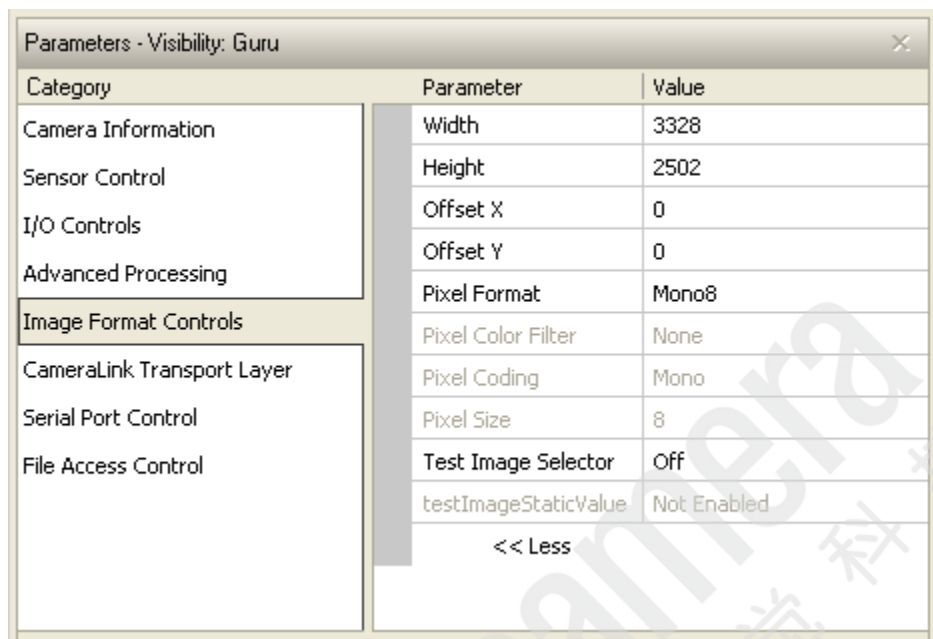 Parameters - Visibility: Guru
Category
Parameter Value
Camera Information
Sensor Control
I/O Controls
Advanced Processing
Image Format Controls
CameraLink Transport Layer
Serial Port Control
File Access Control
Width 3328
Height 2502
Offset X 0
Offset Y 0
Pixel Format Mono8
Pixel Color Filter None
Pixel Coding Mono
Pixel Size 8
Test Image Selector Off
testImageStaticValue Not Enabled
<< Less